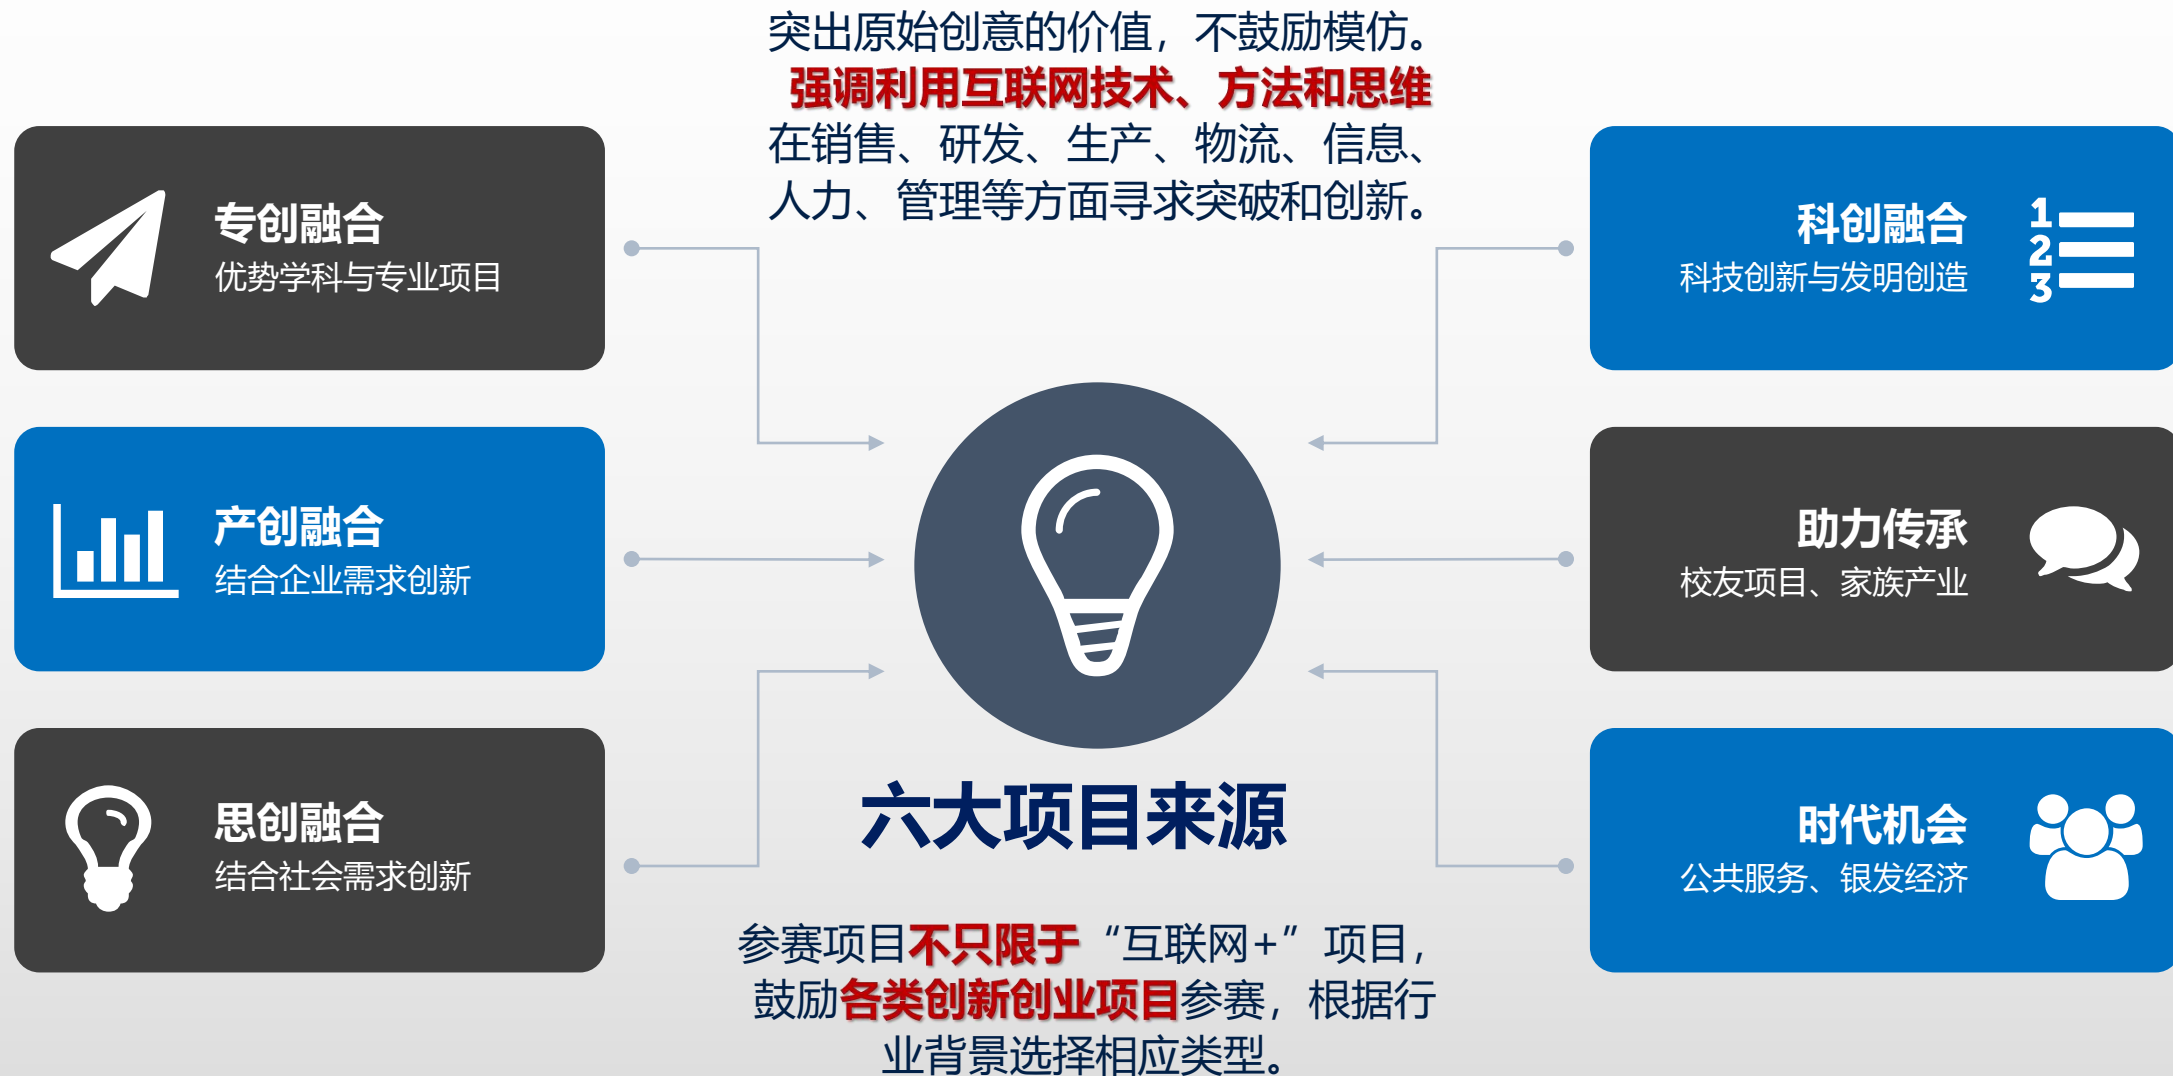 突出原始创意的价值，不鼓励模仿。
强调利用互联网技术、方法和思维
在销售、研发、生产、物流、信息、
人力、管理等方面寻求突破和创新。
专创融合
优势学科与专业项目
产创融合
结合企业需求创新
思创融合
结合社会需求创新
科创融合
科技创新与发明创造
1
2
3
助力传承
校友项目、家族产业
时代机会
公共服务、银发经济
六大项目来源
参赛项目不只限于“互联网+”项目，
鼓励各类创新创业项目参赛，根据行
业背景选择相应类型。